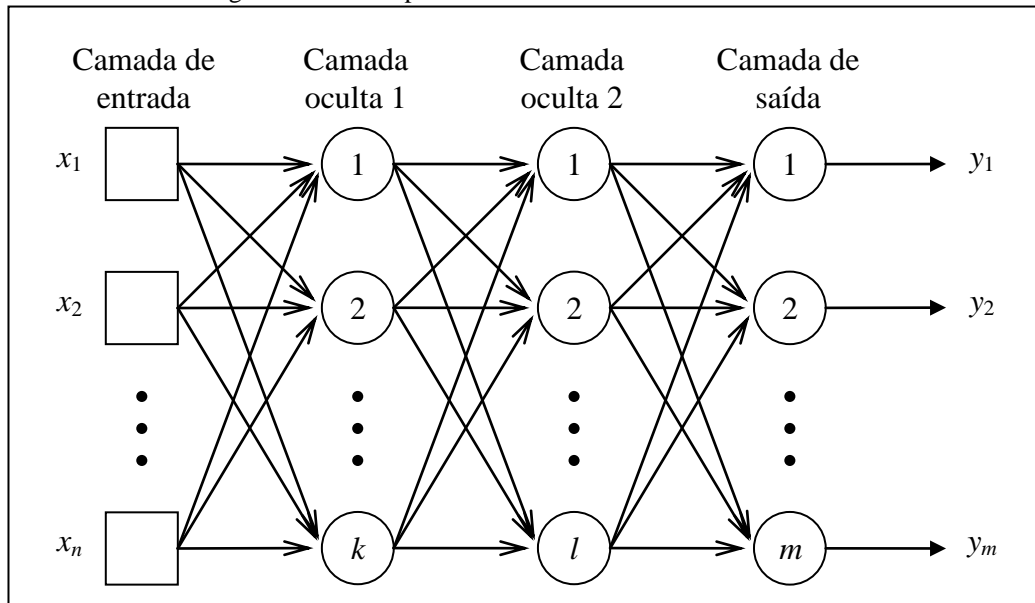 Camada de
entrada
Camada
oculta 1
Camada
oculta 2
Camada de
saída
x1 1 1 1 y1
x2 2 2 2 y2
xn k l m ym